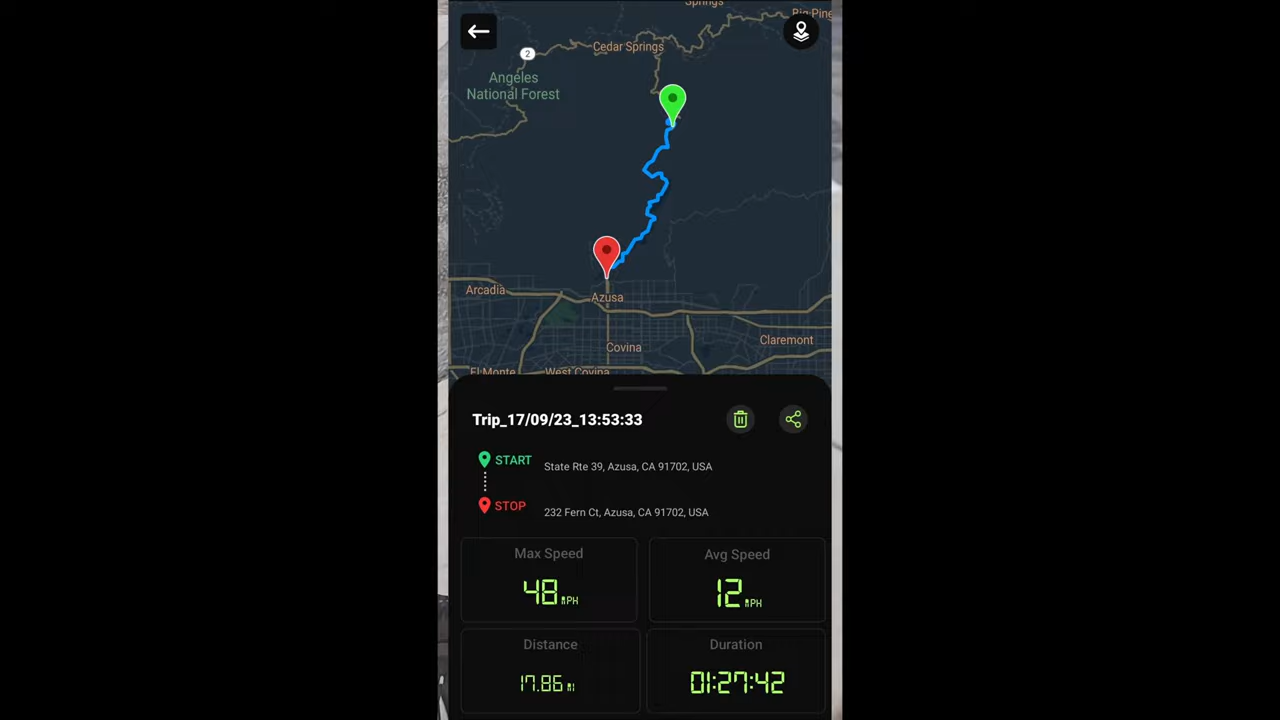 Springs
Big Pine
Cedar Springs
2
Angeles
National Forest
Arcadia
Azusa
Claremont
Covina
El Monte
West Covina
Trip_17/09/23_13:53:33
START
State Rte 39, Azusa, CA 91702, USA
STOP
232 Fern Ct, Azusa, CA 91702, USA
Max Speed
Avg Speed
48 MPH
12 MPH
Distance
Duration
17.86 MI
01:27:42